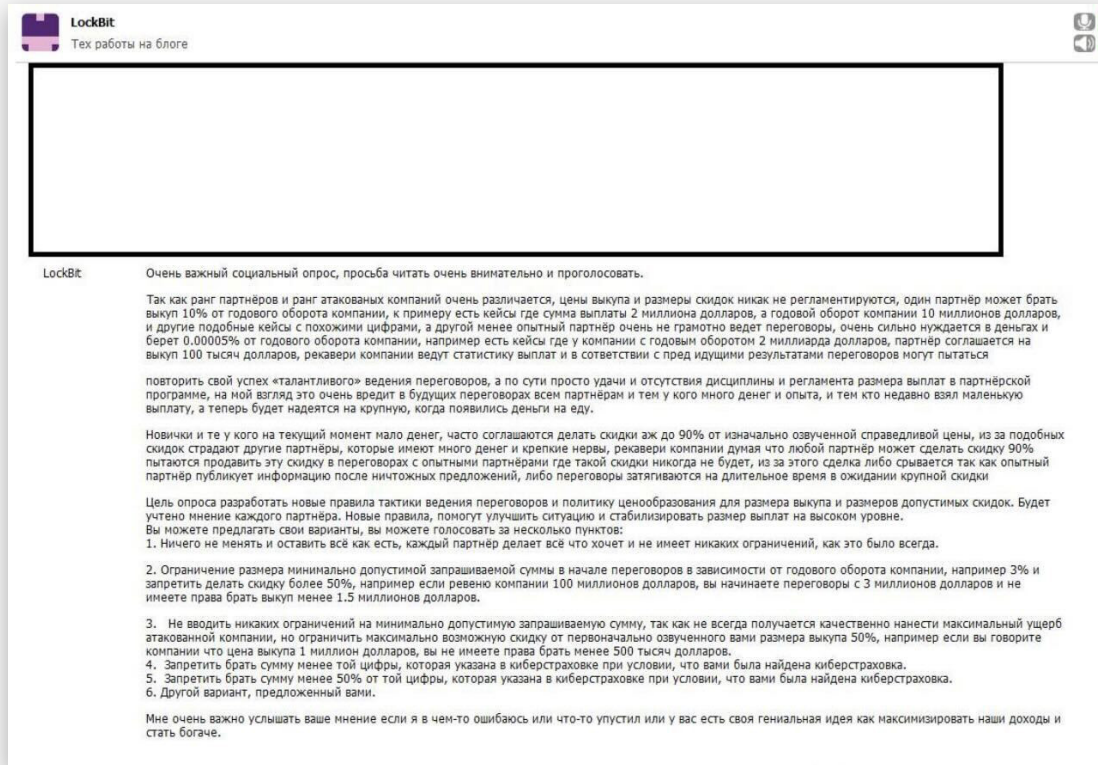 LockBit
Тех работы на блоге
LockBit
Очень важный социальный опрос, просьба читать очень внимательно и проголосовать.
Так как ранг партнёров и ранг атакованых компаний очень различается, цены выкупа и размеры скидок никак не регламентируются, один партнёр может брать
выкуп 10% от годового оборота компании, к примеру есть кейсы где сумма выплаты 2 миллиона долларов, а годовой оборот компании 10 миллионов долларов,
и другие подобные кейсы с похожими цифрами, а другой менее опытный партнёр очень не грамотно ведет переговоры, очень сильно нуждается в деньгах и
берет 0.00005% от годового оборота компании, например есть кейсы где у компании с годовым оборотом 2 миллиарда долларов, партнёр соглашается на
выкуп 100 тысяч долларов, рекавери компании ведут статистику выплат и в сответствии с пред идущими результатами переговоров могут пытаться
повторить свой успех «талантливого» ведения переговоров, а по сути просто удачи и отсутствия дисциплины и регламента размера выплат в партнёрской
программе, на мой взгляд это очень вредит в будущих переговорах всем партнёрам и тем у кого много денег и опыта, и тем кто недавно взял маленькую
выплату, а теперь будет надеятся на крупную, когда появились деньги на еду.
Новички и те у кого на текущий момент мало денег, часто соглашаются делать скидки аж до 90% от изначально озвученной справедливой цены, из за подобных
скидок страдают другие партнёры, которые имеют много денег и крепкие нервы, рекавери компании думая что любой партнёр может сделать скидку 90%
пытаются продавить эту скидку в переговорах с опытными партнёрами где такой скидки никогда не будет, из за этого сделка либо срывается так как опытный
партнёр публикует информацию после ничтожных предложений, либо переговоры затягиваются на длительное время в ожидании крупной скидки
Цель опроса разработать новые правила тактики ведения переговоров и политику ценообразования для размера выкупа и размеров допустимых скидок. Будет
учтено мнение каждого партнёра. Новые правила, помогут улучшить ситуацию и стабилизировать размер выплат на высоком уровне.
Вы можете предлагать свои варианты, вы можете голосовать за несколько пунктов:
1. Ничего не менять и оставить всё как есть, каждый партнёр делает всё что хочет и не имеет никаких ограничений, как это было всегда.
2. Ограничение размера минимально допустимой запрашиваемой суммы в начале переговоров в зависимости от годового оборота компании, например 3% и
запретить делать скидку более 50%, например если ревеню компании 100 миллионов долларов, вы начинаете переговоры с 3 миллионов долларов и не
имеете права брать выкуп менее 1.5 миллионов долларов.
3. Не вводить никаких ограничений на минимально допустимую запрашиваемую сумму, так как не всегда получается качественно нанести максимальный ущерб
атакованной компании, но ограничить максимально возможную скидку от первоначально озвученного вами размера выкупа 50%, например если вы говорите
компании что цена выкупа 1 миллион долларов, вы не имеете права брать менее 500 тысяч долларов.
4. Запретить брать сумму менее той цифры, которая указана в киберстраховке при условии, что вами была найдена киберстраховка.
5. Запретить брать сумму менее 50% от той цифры, которая указана в киберстраховке при условии, что вами была найдена киберстраховка.
6. Другой вариант, предложенный вами.
Мне очень важно услышать ваше мнение если я в чем-то ошибаюсь или что-то упустил или у вас есть своя гениальная идея как максимизировать наши доходы и
стать богаче.